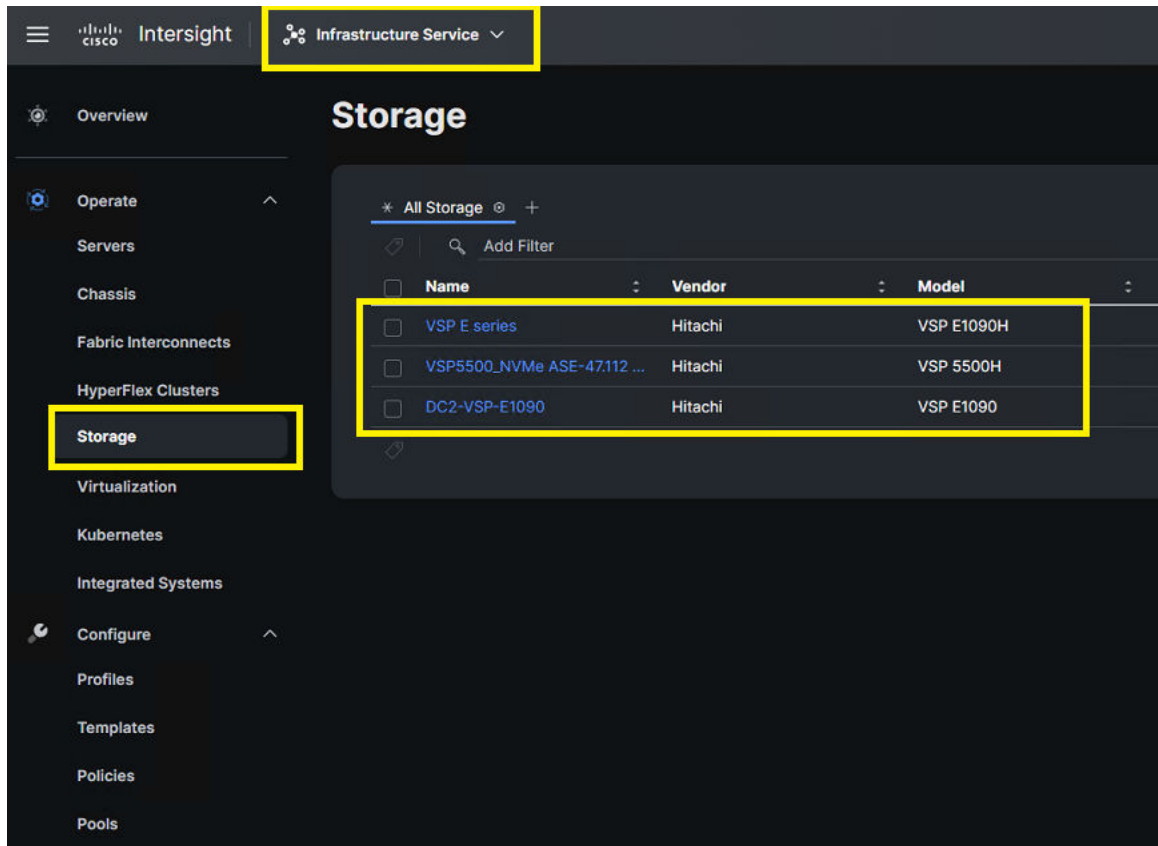 cisco Intersight Infrastructure Service
Overview
Storage
Operate
Servers
Chassis
Fabric Interconnects
HyperFlex Clusters
Storage
Virtualization
Kubernetes
Integrated Systems
Configure
Profiles
Templates
Policies
Pools
All Storage +
Add Filter
Name Vendor Model
VSP E series Hitachi VSP E1090H
VSP5500_NVMe ASE-47.112 ... Hitachi VSP 5500H
DC2-VSP-E1090 Hitachi VSP E1090